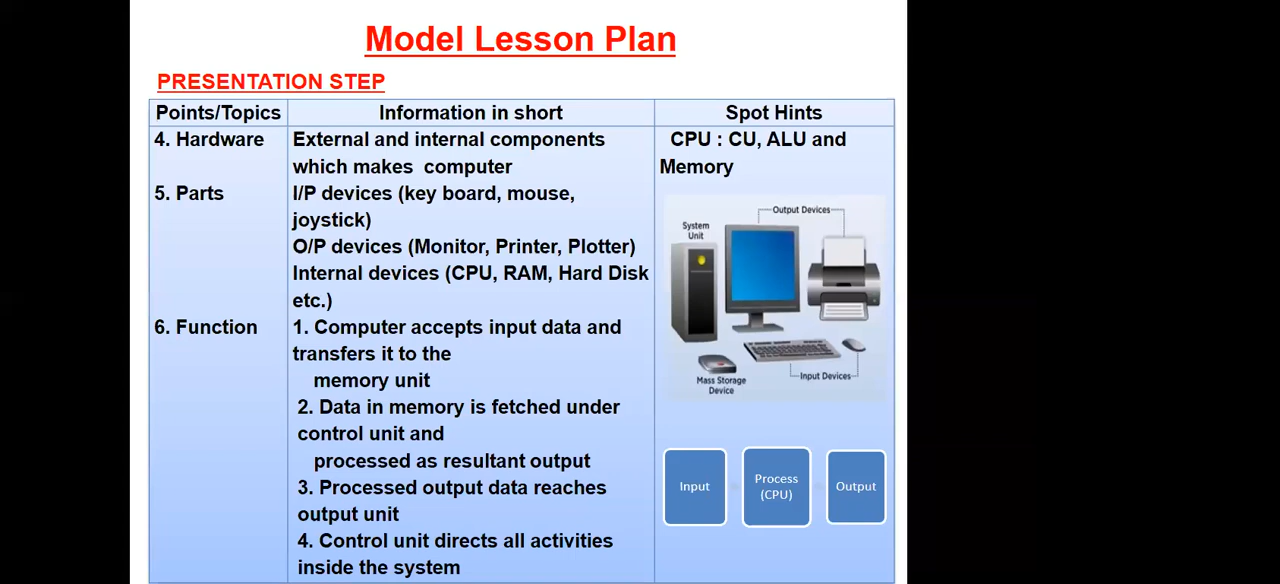 Model Lesson Plan
PRESENTATION STEP
Points/Topics
Information in short
Spot Hints
4. Hardware
External and internal components
which makes computer
CPU : CU, ALU and
Memory
5. Parts
I/P devices (key board, mouse,
joystick)
O/P devices (Monitor, Printer, Plotter)
Internal devices (CPU, RAM, Hard Disk
etc.)
Output Devices
System
Unit
Mass Storage
Device
Input Devices
6. Function
1. Computer accepts input data and
transfers it to the
memory unit
2. Data in memory is fetched under
control unit and
processed as resultant output
3. Processed output data reaches
output unit
4. Control unit directs all activities
inside the system
Input
Process
(CPU)
Output